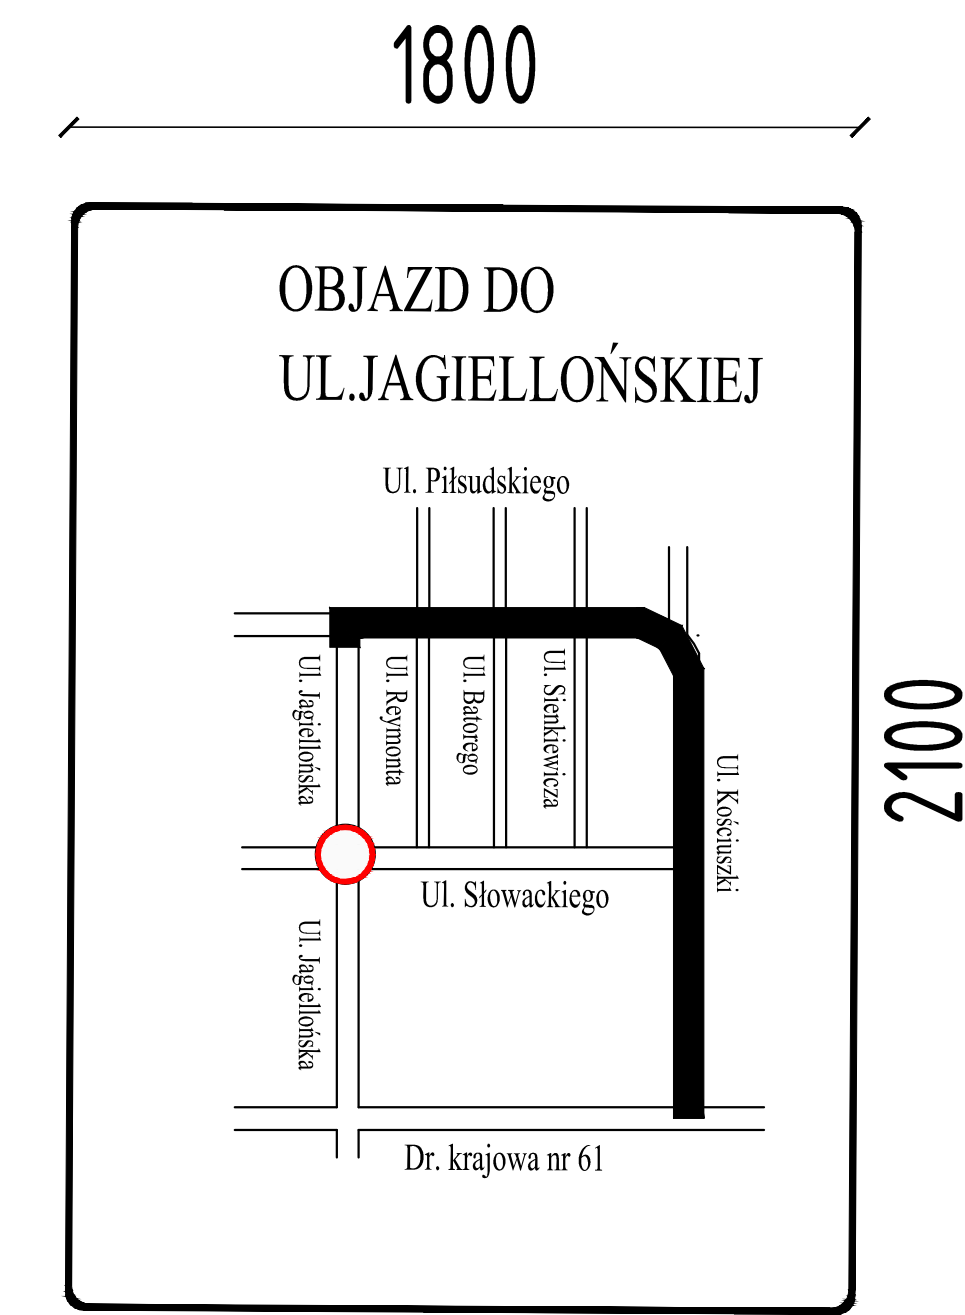 1800
OBJAZD DO
UL.JAGIELLOŃSKIEJ
Ul. Piłsudskiego
Ul. Jagiellońska
Ul. Reymonta
Ul. Batorego
Ul. Sienkiewicza
Ul. Kościuszki
2100
Ul. Słowackiego
Ul. Jagiellońska
Dr. krajowa nr 61